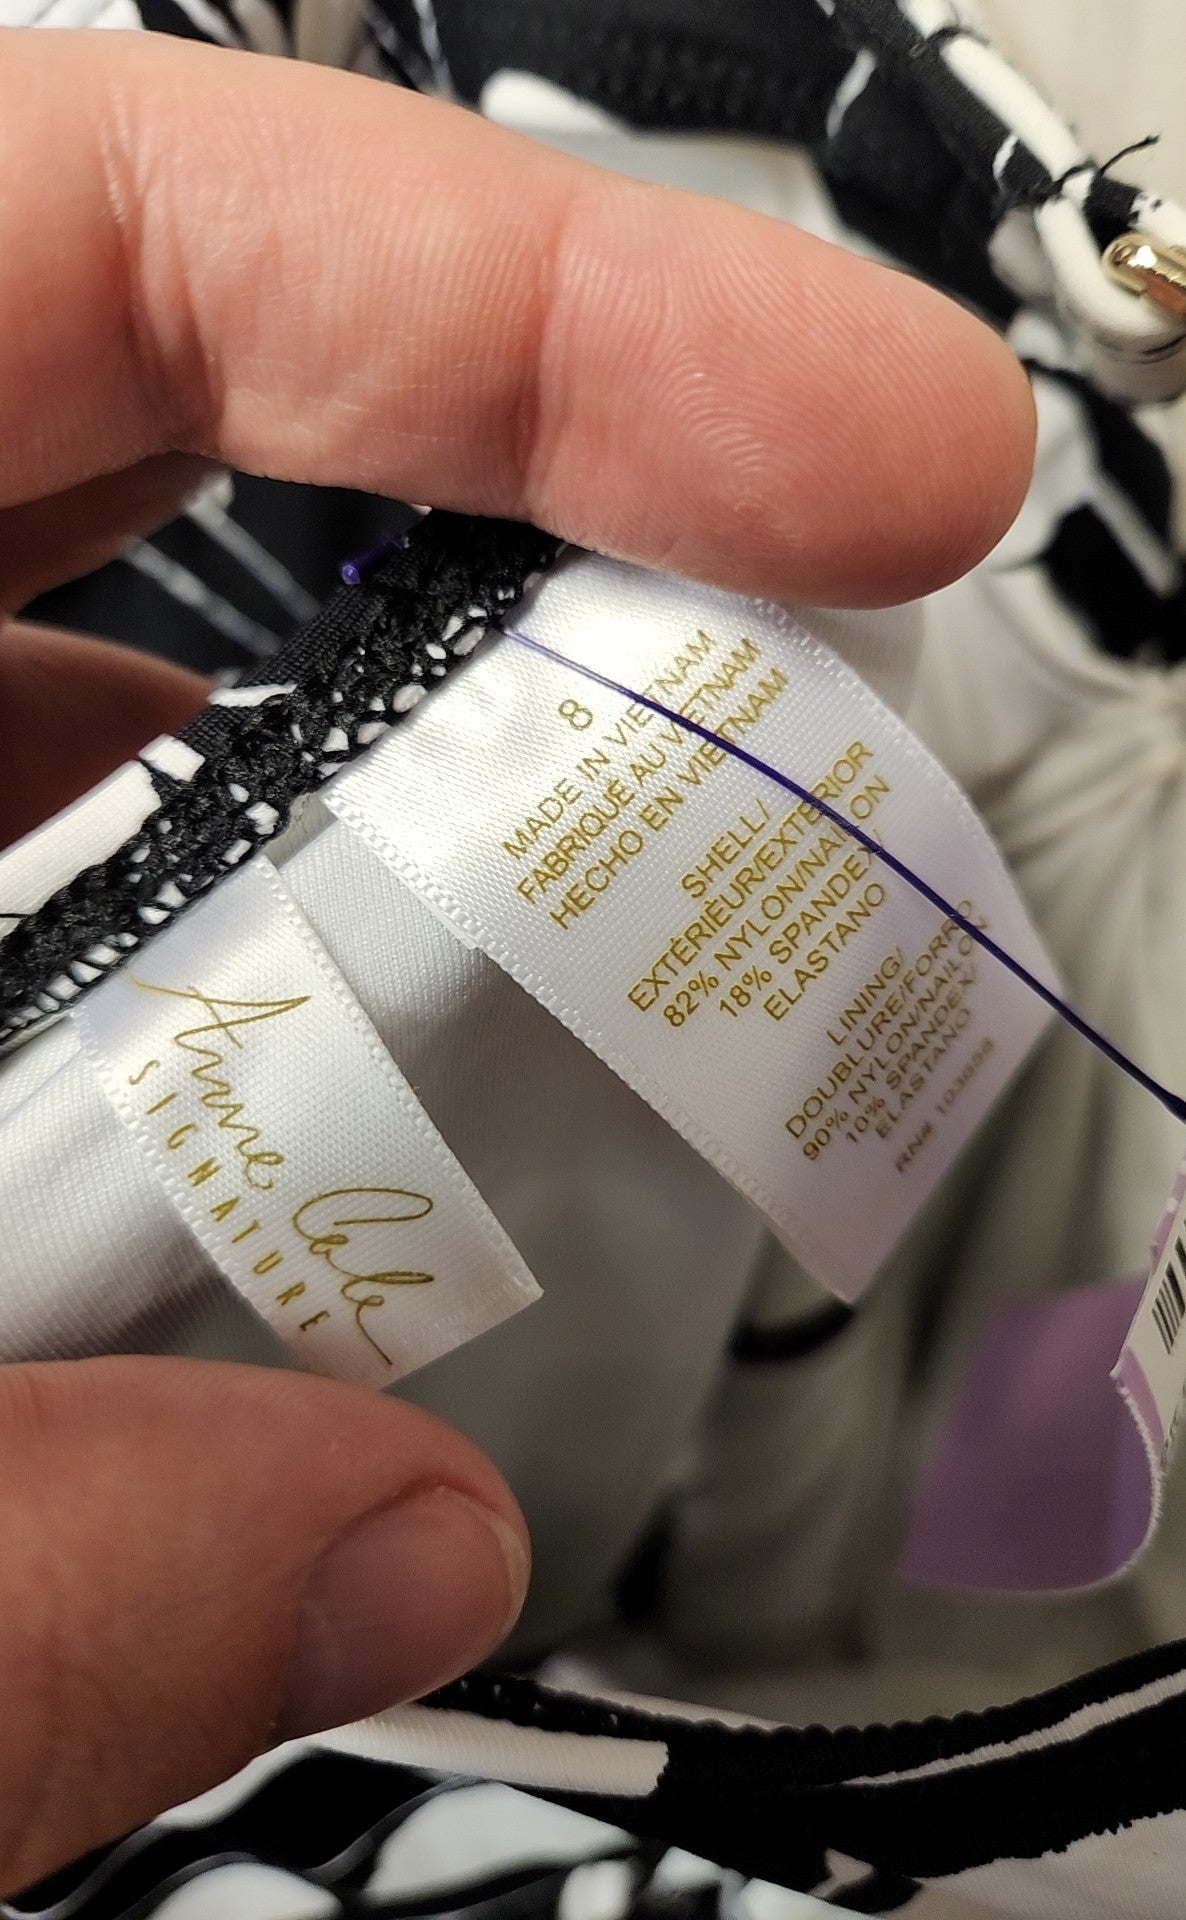 Anne Cole
SIGNATURE
8
MADE IN VIETNAM
FABRIQUÉ AU VIETNAM
HECHO EN VIETNAM
SHELL/
EXTÉRIEUR/EXTERIOR
82% NYLON/NAILON
18% SPANDEX/
ELASTANO
LINING/
DOUBLURE/FORRO
90% NYLON/NAILON
10% SPANDEX/
ELASTANO
RN#